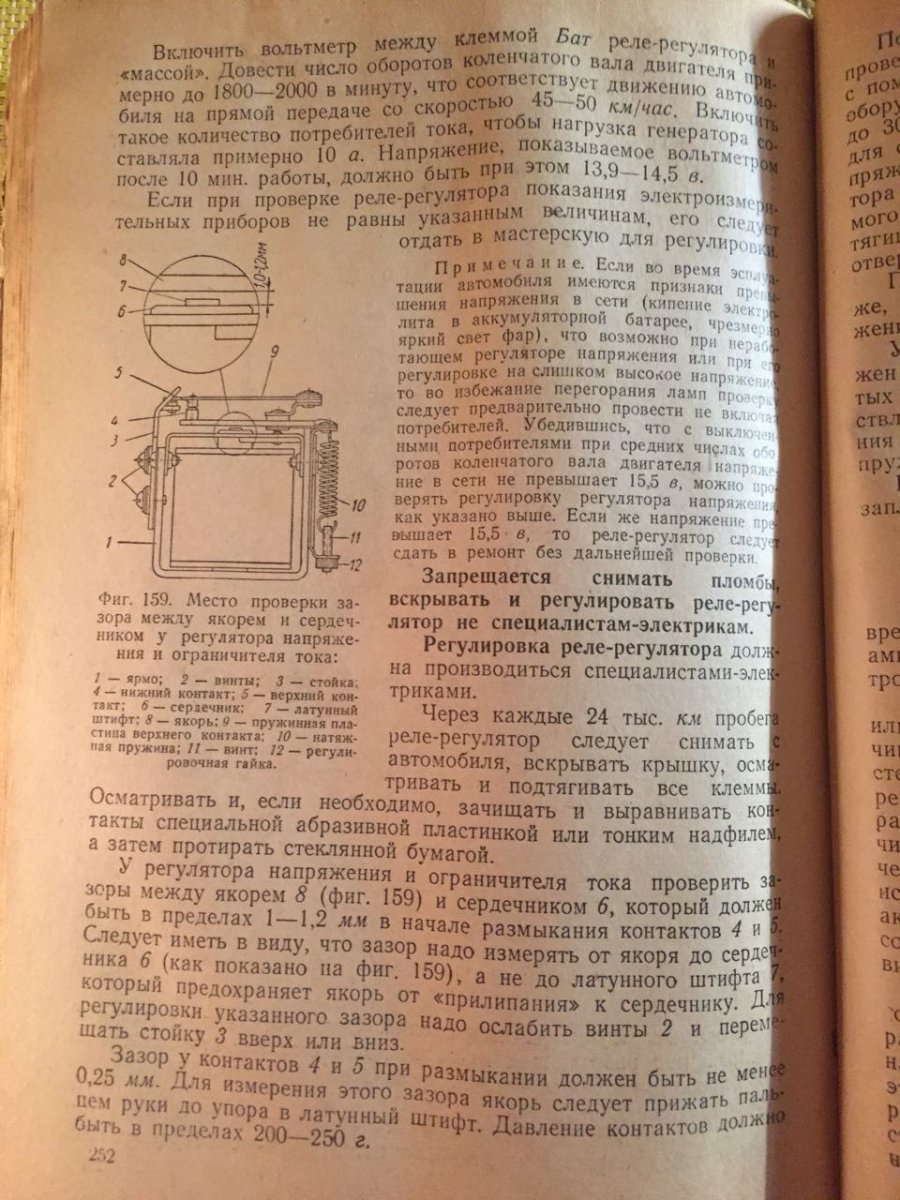 Включить вольтметр между клеммой Бат реле-регулятора и
«массой». Довести число оборотов коленчатого вала двигателя при-
мерно до 1800—2000 в минуту, что соответствует движению автомо-
биля на прямой передаче со скоростью 45—50 км/час. Включить
такое количество потребителей тока, чтобы нагрузка генератора со-
ставляла примерно 10 а. Напряжение, показываемое вольтметром
после 10 мин. работы, должно быть при этом 13,9—14,5 в.
Если при проверке реле-регулятора показания электроизмери-
тельных приборов не равны указанным величинам, его следует
отдать в мастерскую для регулировки.
1,0-1,2мм
8
7
6
9
5
4
3
2
1
10
11
12
Фиг. 159. Место проверки за-
зора между якорем и сердеч-
ником у регулятора напряже-
ния и ограничителя тока:
1 — ярмо; 2 — винты; 3 — стойка;
4 — нижний контакт; 5 — верхний кон-
такт; 6 — сердечник; 7 — латунный
штифт; 8 — якорь; 9 — пружинная пла-
стина верхнего контакта; 10 — натяж-
ная пружина; 11 — винт; 12 — регули-
ровочная гайка.
Примечание. Если во время эсплуа-
тации автомобиля имеются признаки превы-
шения напряжения в сети (кипение электро-
лита в аккумуляторной батарее, чрезмерно
яркий свет фар), что возможно при нерабо-
тающем регуляторе напряжения или при его
регулировке на слишком высокое напряжение,
то во избежание перегорания ламп проверку
следует предварительно провести не включая
потребителей. Убедившись, что с выключен-
ными потребителями при средних числах обо-
ротов коленчатого вала двигателя напряже-
ние в сети не превышает 15,5 в, можно про-
верять регулировку регулятора напряжения,
как указано выше. Если же напряжение пре-
вышает 15,5 в, то реле-регулятор следует
сдать в ремонт без дальнейшей проверки.
Запрещается снимать пломбы,
вскрывать и регулировать реле-регу-
лятор не специалистам-электрикам.
Регулировка реле-регулятора долж-
на производиться специалистами-элек-
триками.
Через каждые 24 тыс. км пробега
реле-регулятор следует снимать с
автомобиля, вскрывать крышку, осма-
тривать и подтягивать все клеммы.
Осматривать и, если необходимо, зачищать и выравнивать кон-
такты специальной абразивной пластинкой или тонким надфилем,
а затем протирать стеклянной бумагой.
У регулятора напряжения и ограничителя тока проверить за-
зоры между якорем 8 (фиг. 159) и сердечником 6, который должен
быть в пределах 1—1,2 мм в начале размыкания контактов 4 и 5.
Следует иметь в виду, что зазор надо измерять от якоря до сердеч-
ника 6 (как показано на фиг. 159), а не до латунного штифта 7,
который предохраняет якорь от «прилипания» к сердечнику. Для
регулировки указанного зазора надо ослабить винты 2 и переме-
щать стойку 3 вверх или вниз.
Зазор у контактов 4 и 5 при размыкании должен быть не менее
0,25 мм. Для измерения этого зазора якорь следует прижать паль-
цем руки до упора в латунный штифт. Давление контактов должно
быть в пределах 200—250 г.
252